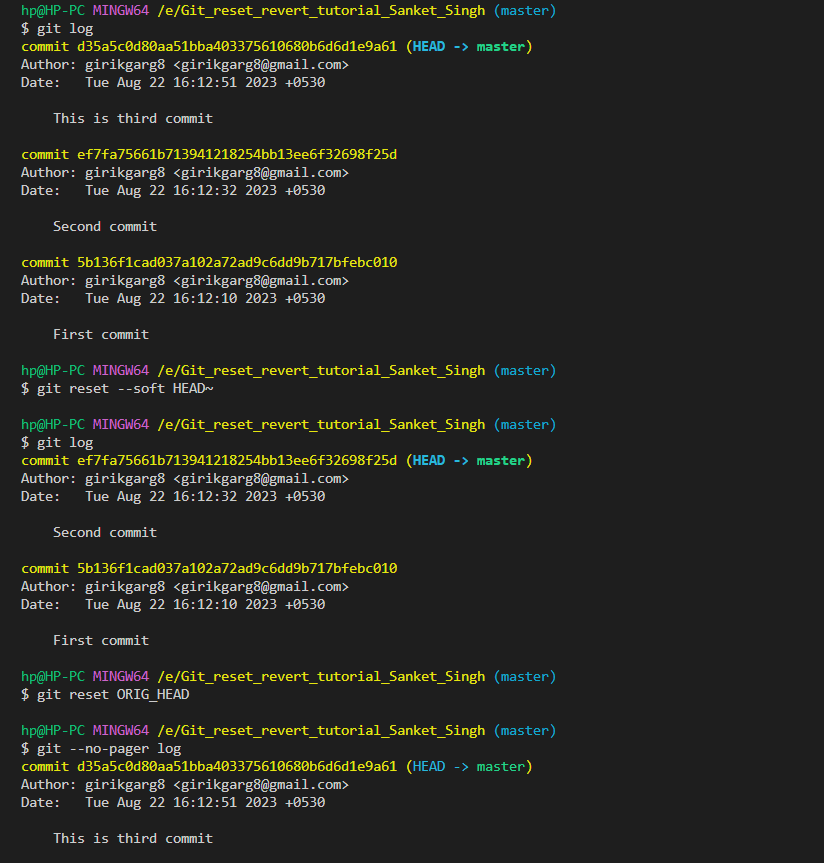 hp@HP-PC MINGW64 /e/Git_reset_revert_tutorial_Sanket_Singh (master)
$ git log
commit d35a5c0d80aa51bba403375610680b6d6d1e9a61 (HEAD -> master)
Author: girikgarg8 <girikgarg8@gmail.com>
Date:   Tue Aug 22 16:12:51 2023 +0530

    This is third commit

commit ef7fa75661b713941218254bb13ee6f32698f25d
Author: girikgarg8 <girikgarg8@gmail.com>
Date:   Tue Aug 22 16:12:32 2023 +0530

    Second commit

commit 5b136f1cad037a102a72ad9c6dd9b717bfebc010
Author: girikgarg8 <girikgarg8@gmail.com>
Date:   Tue Aug 22 16:12:10 2023 +0530

    First commit

hp@HP-PC MINGW64 /e/Git_reset_revert_tutorial_Sanket_Singh (master)
$ git reset --soft HEAD~

hp@HP-PC MINGW64 /e/Git_reset_revert_tutorial_Sanket_Singh (master)
$ git log
commit ef7fa75661b713941218254bb13ee6f32698f25d (HEAD -> master)
Author: girikgarg8 <girikgarg8@gmail.com>
Date:   Tue Aug 22 16:12:32 2023 +0530

    Second commit

commit 5b136f1cad037a102a72ad9c6dd9b717bfebc010
Author: girikgarg8 <girikgarg8@gmail.com>
Date:   Tue Aug 22 16:12:10 2023 +0530

    First commit

hp@HP-PC MINGW64 /e/Git_reset_revert_tutorial_Sanket_Singh (master)
$ git reset ORIG_HEAD

hp@HP-PC MINGW64 /e/Git_reset_revert_tutorial_Sanket_Singh (master)
$ git --no-pager log
commit d35a5c0d80aa51bba403375610680b6d6d1e9a61 (HEAD -> master)
Author: girikgarg8 <girikgarg8@gmail.com>
Date:   Tue Aug 22 16:12:51 2023 +0530

    This is third commit